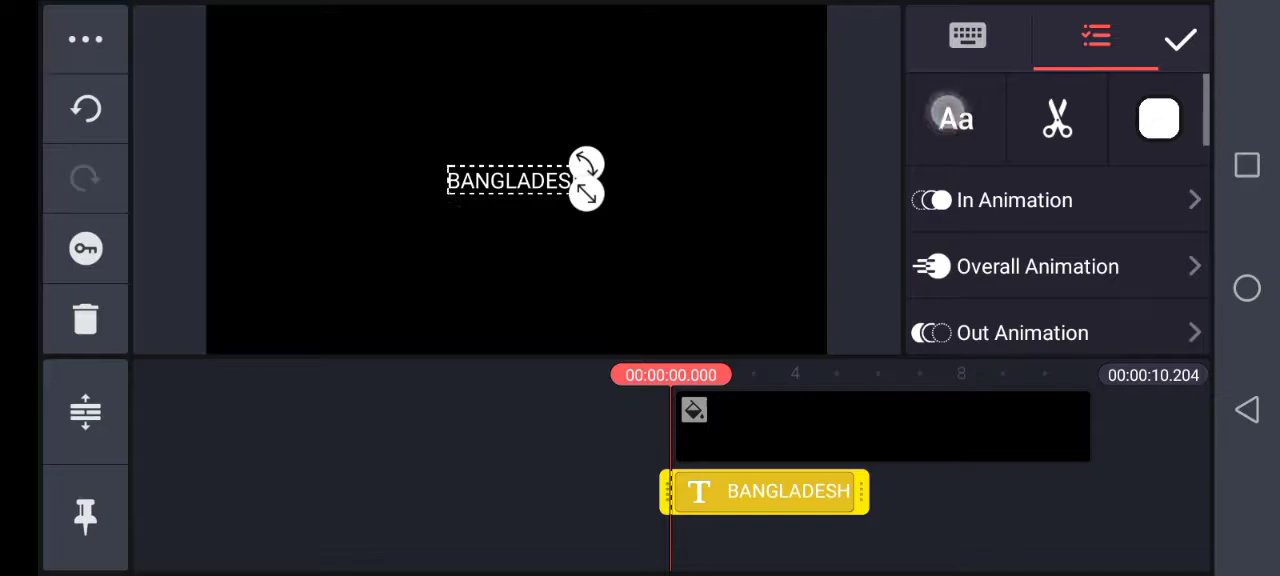 Aa
BANGLADES
In Animation
Overall Animation
Out Animation
00:00:00.000
4
8
00:00:10.204
T BANGLADESH